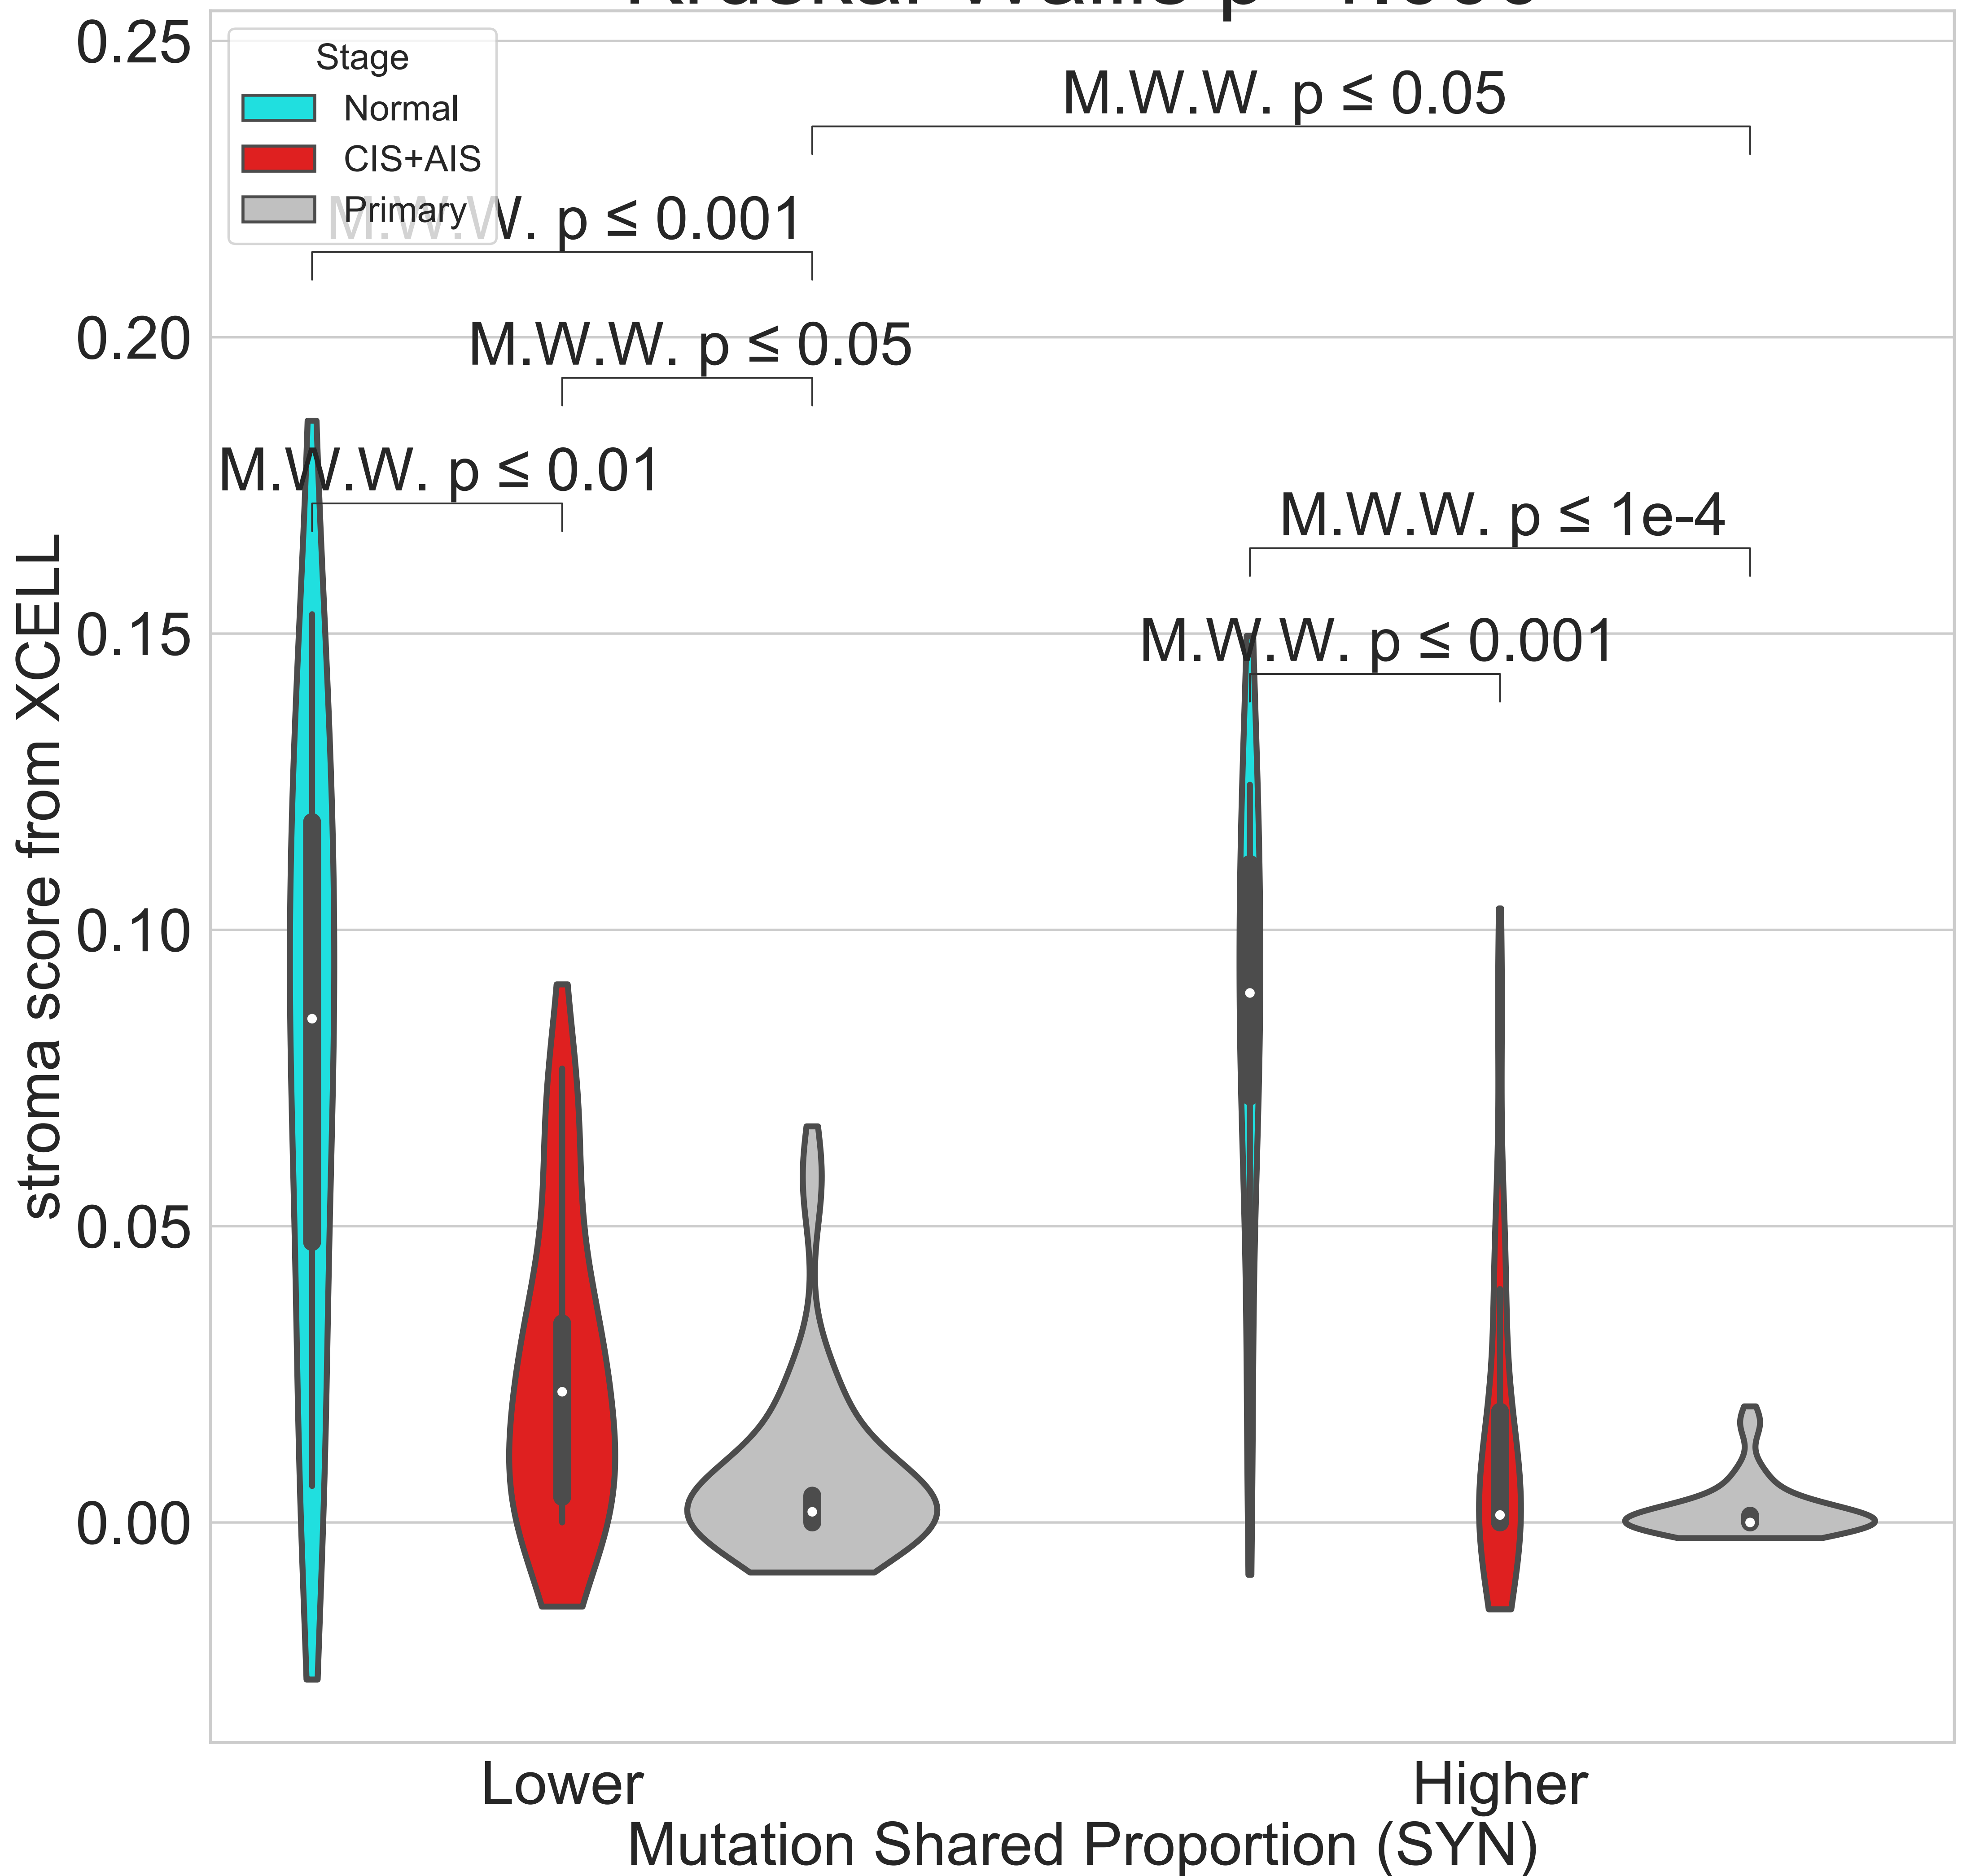 0.25
Stage
Normal
CIS+AIS
Primary
M.W.W. p ≤ 0.05
M.W.W. p ≤ 0.001
0.20
M.W.W. p ≤ 0.05
M.W.W. p ≤ 0.01
M.W.W. p ≤ 1e-4
0.15
M.W.W. p ≤ 0.001
stroma score from XCELL
0.10
0.05
0.00
Lower
Higher
Mutation Shared Proportion (SYN)